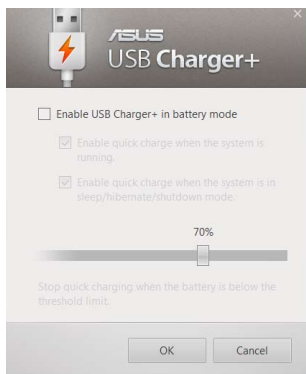 ASUS
USB Charger+
Enable USB Charger+ in battery mode
Enable quick charge when the system is
running.
Enable quick charge when the system is in
sleep/hibernate/shutdown mode.
70%
Stop quick charging when the battery is below the
threshold limit.
OK
Cancel